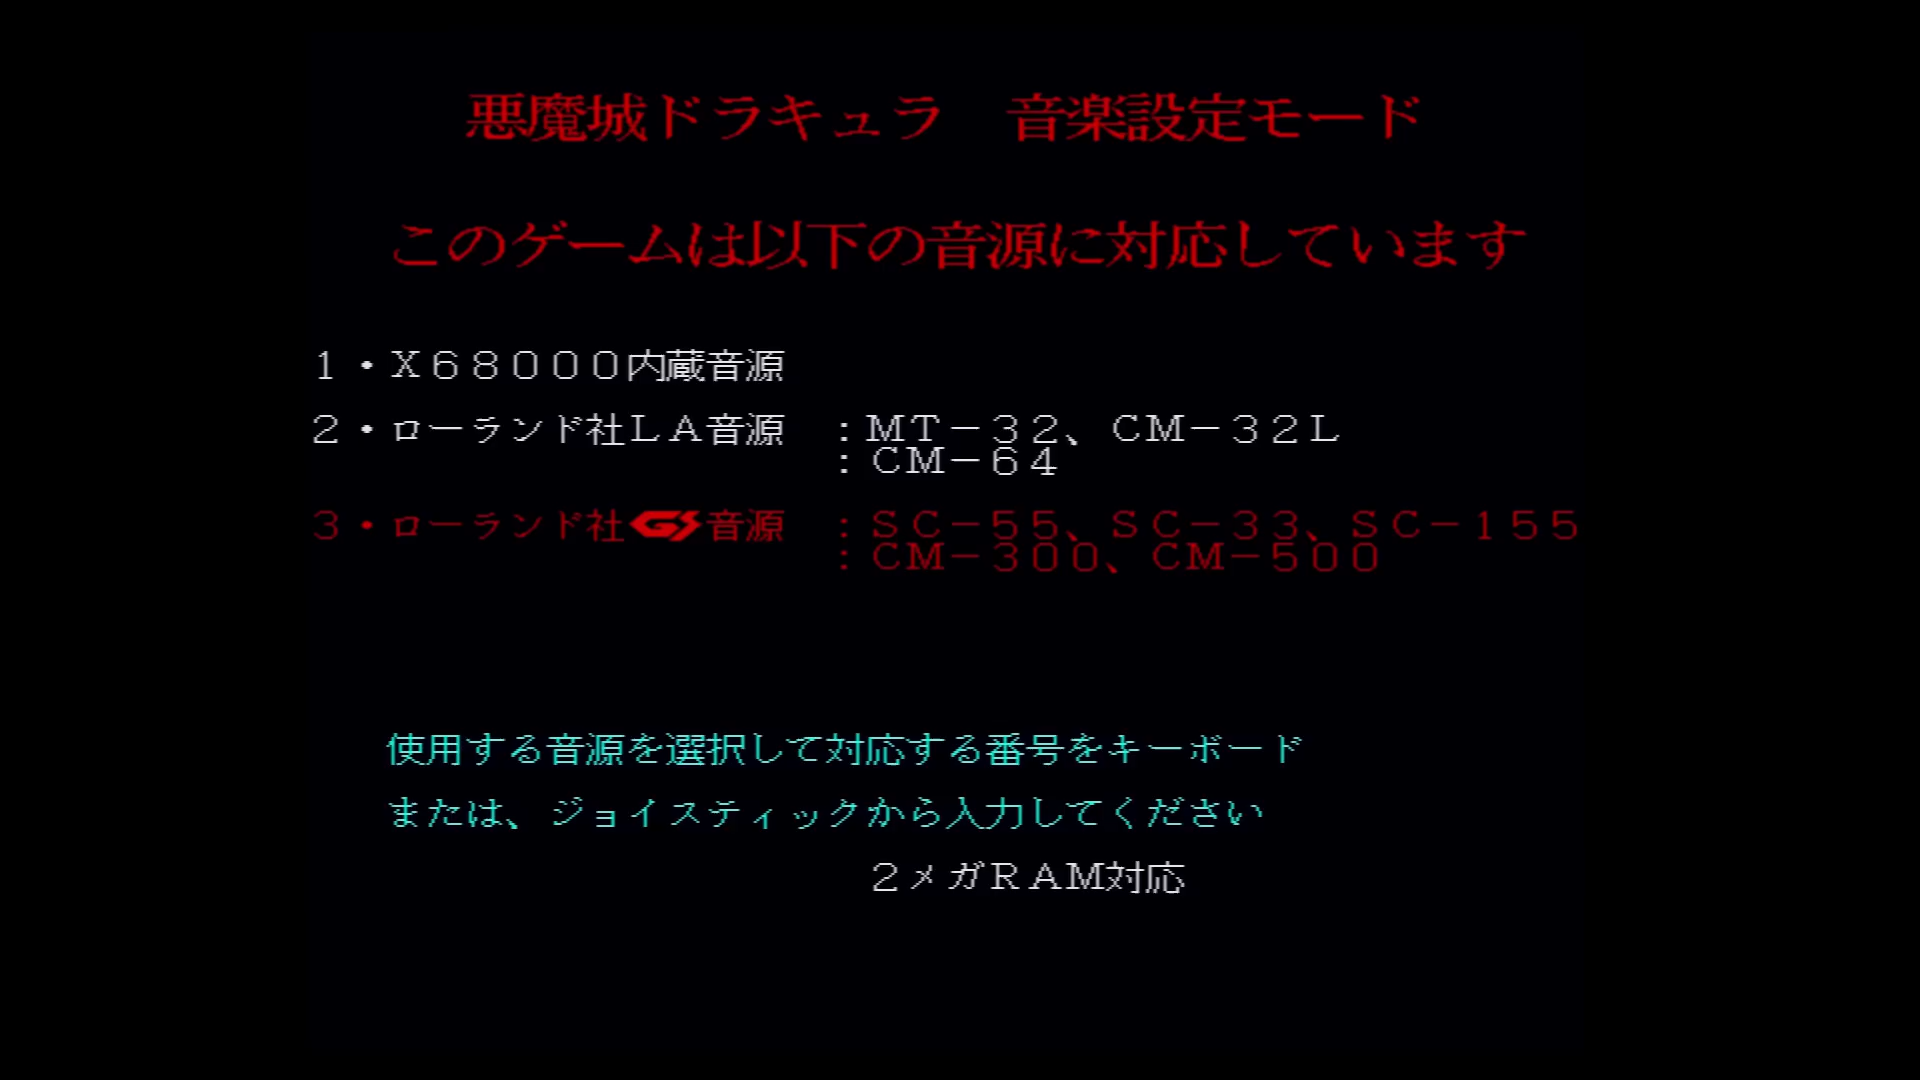 悪魔城ドラキュラ　音楽設定モード
このゲームは以下の音源に対応しています
１・Ｘ６８０００内蔵音源
２・ローランド社ＬＡ音源　：ＭＴ－３２、ＣＭ－３２Ｌ
：ＣＭ－６４
３・ローランド社GS音源　：ＳＣ－５５、ＳＣ－３３、ＳＣ－１５５
：ＣＭ－３００、ＣＭ－５００
使用する音源を選択して対応する番号をキーボード
または、ジョイスティックから入力してください
２メガＲＡＭ対応